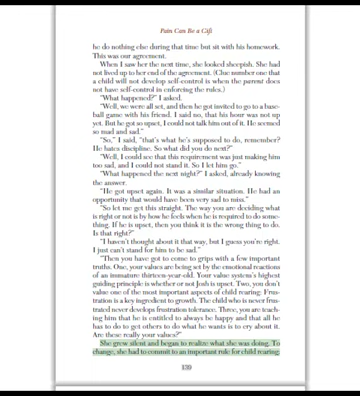 Pain Can Be a Gift
he do nothing else during that time but sit with his homework.
This was our agreement.
When I saw her the next time, she looked sheepish. She had
not lived up to her end of the agreement. (Clue number one that
a child will not develop self-control is when the parent does
not have self-control in enforcing the rules.)
"What happened?" I asked.
"Well, we were all set, and then he got invited to go to a base-
ball game with his friend. I said no, that his hour was not up
yet. But he got so upset, I could not talk him out of it. He seemed
so mad and sad."
"So," I said, "that's what he's supposed to do, remember?
He hates discipline. So what did you do next?"
"Well, I could see that this requirement was just making him
too sad, and I could not stand it. So I let him go."
"What happened the next night?" I asked, already knowing
the answer.
"He got upset again. It was a similar situation. He had an
opportunity that would have been very sad to miss."
"So let me get this straight. The way you are deciding what
is right or not is by how he feels when he is required to do some-
thing. If he is upset, then you think it is the wrong thing to do.
Is that right?"
"I haven't thought about it that way, but I guess you're right.
I just can't stand for him to be sad."
"Then you have got to come to grips with a few important
truths. One, your values are being set by the emotional reactions
of an immature thirteen-year-old. Your value system's highest
guiding principle is whether or not Josh is upset. Two, you don't
value one of the most important aspects of child rearing: Frus-
tration is a key ingredient to growth. The child who is never frus-
trated never develops frustration tolerance. Three, you are teach-
ing him that he is entitled to always be happy and that all he
has to do to get others to do what he wants is to cry about it.
Are these really your values?"
She grew silent and began to realize what she was doing. To
change, she had to commit to an important rule for child rearing:
139